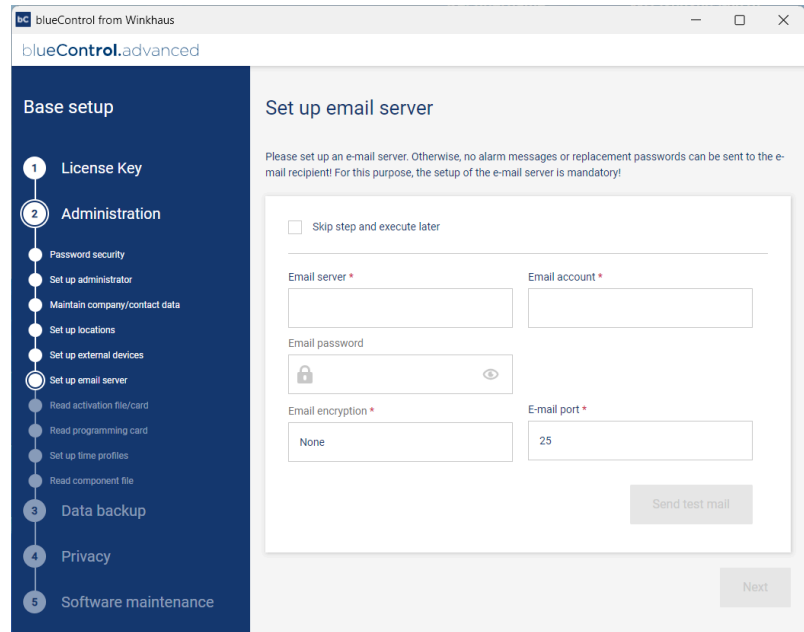 bC blueControl from Winkhaus
blueControl.advanced
Base setup
1 License Key
2 Administration
Password security
Set up administrator
Maintain company/contact data
Set up locations
Set up external devices
Set up email server
Read activation file/card
Read programming card
Set up time profiles
Read component file
3 Data backup
4 Privacy
5 Software maintenance
Set up email server
Please set up an e-mail server. Otherwise, no alarm messages or replacement passwords can be sent to the e-
mail recipient! For this purpose, the setup of the e-mail server is mandatory!
Skip step and execute later
Email server *
Email account *
Email password
Email encryption *
E-mail port *
None
25
Send test mail
Next